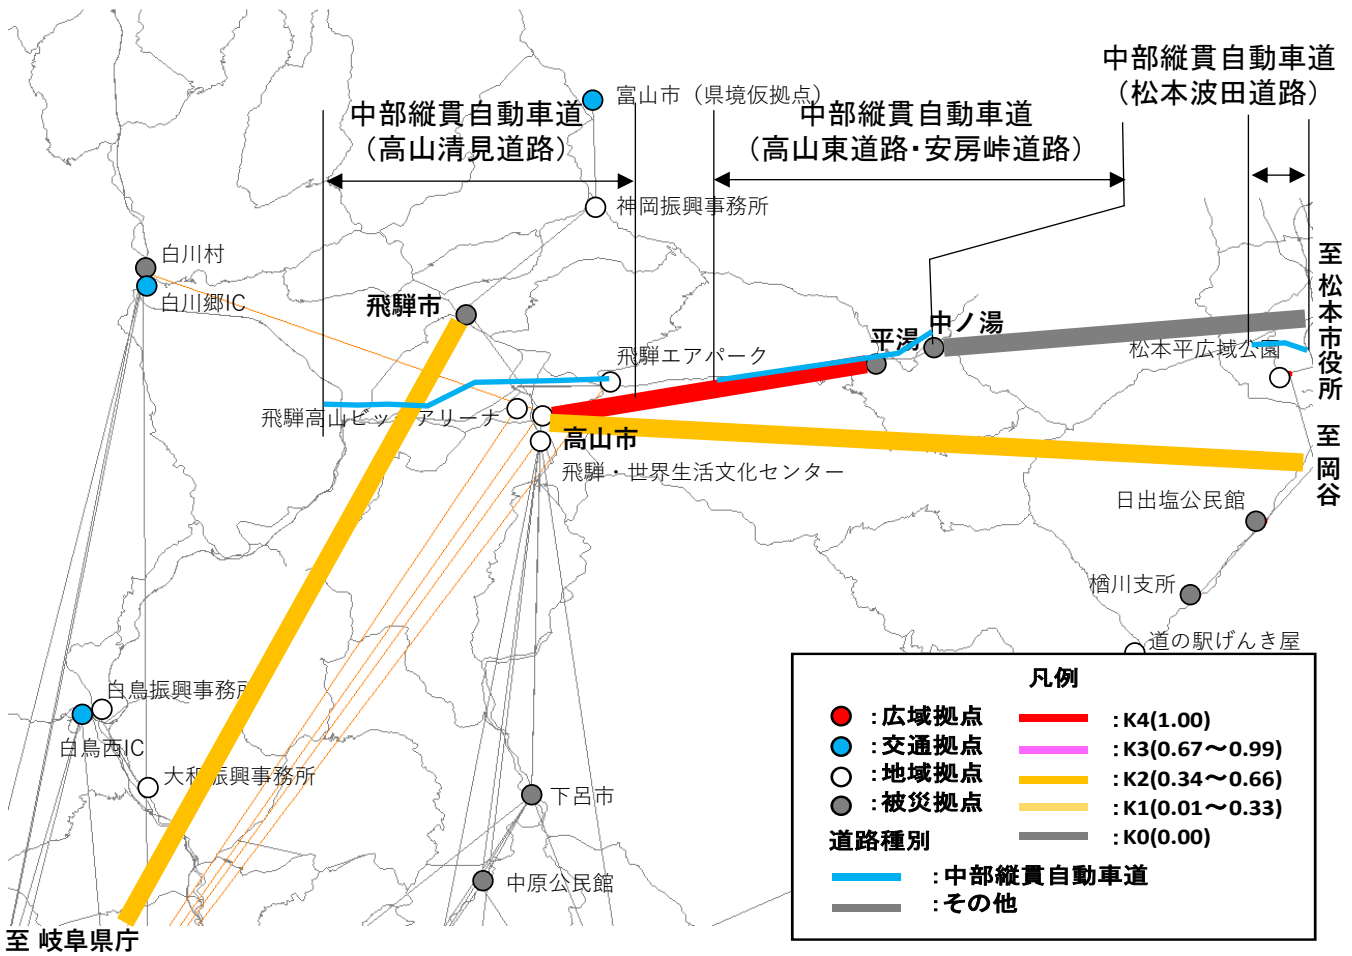 中部縦貫自動車道
（松本波田道路）
富山市（県境仮拠点）
中部縦貫自動車道
（高山清見道路）
中部縦貫自動車道
（高山東道路・安房峠道路）
神岡振興事務所
白川村
白川郷IC
飛騨市
平湯
中ノ湯
至 松本市役所
松本平広域公園
飛騨エアパーク
飛騨高山ビッグアリーナ
高山市
飛騨・世界生活文化センター
至 岡谷
日出塩公民館
楢川支所
道の駅げんき屋
白鳥振興事務所
白鳥西IC
大和振興事務所
下呂市
中原公民館
至 岐阜県庁
凡例
：広域拠点
：K4(1.00)
：交通拠点
：K3(0.67～0.99)
：地域拠点
：K2(0.34～0.66)
：被災拠点
：K1(0.01～0.33)
道路種別
：K0(0.00)
：中部縦貫自動車道
：その他